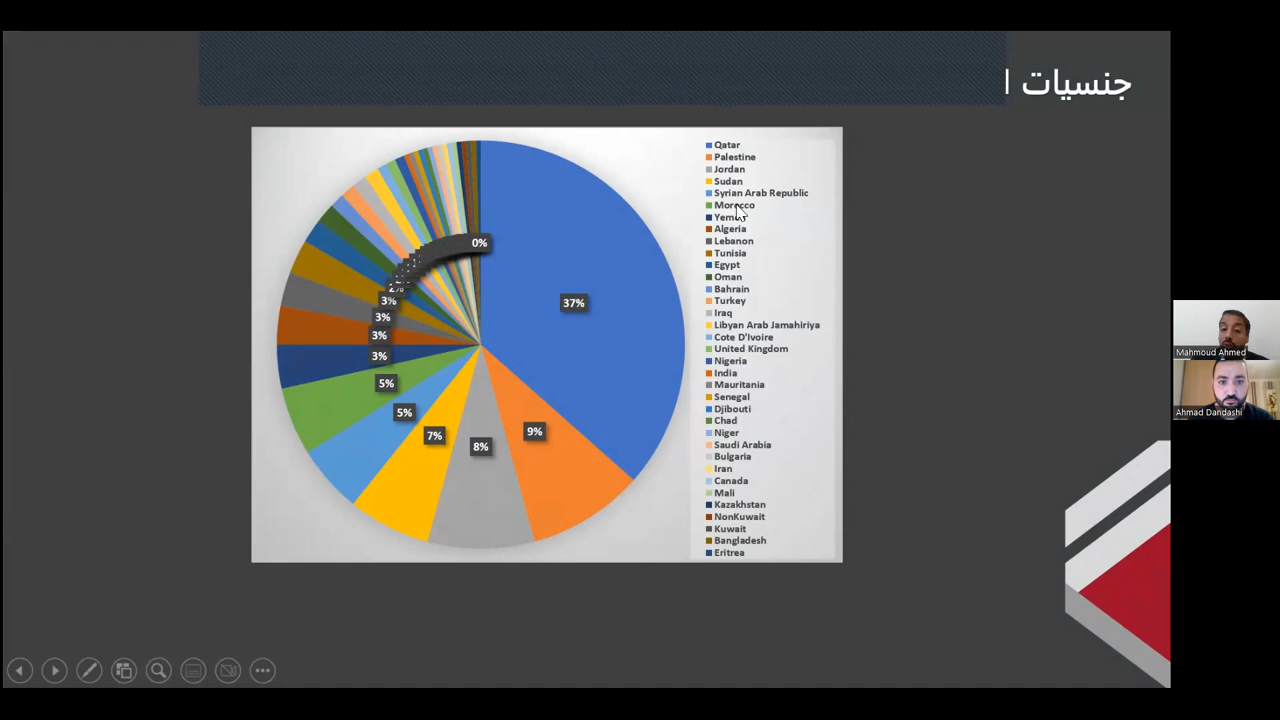 جنسيات ا
Qatar
Palestine
Jordan
Sudan
Syrian Arab Republic
Morocco
Yemen
Algeria
Lebanon
Tunisia
Egypt
Oman
Bahrain
Turkey
Iraq
Libyan Arab Jamahiriya
Cote D'Ivoire
United Kingdom
Nigeria
India
Mauritania
Senegal
Djibouti
Chad
Niger
Saudi Arabia
Bulgaria
Iran
Canada
Mali
Kazakhstan
NonKuwait
Kuwait
Bangladesh
Eritrea
0%
37%
2%
3%
3%
3%
3%
5%
5%
7%
8%
9%
Mahmoud Ahmed
Ahmad Dandashi